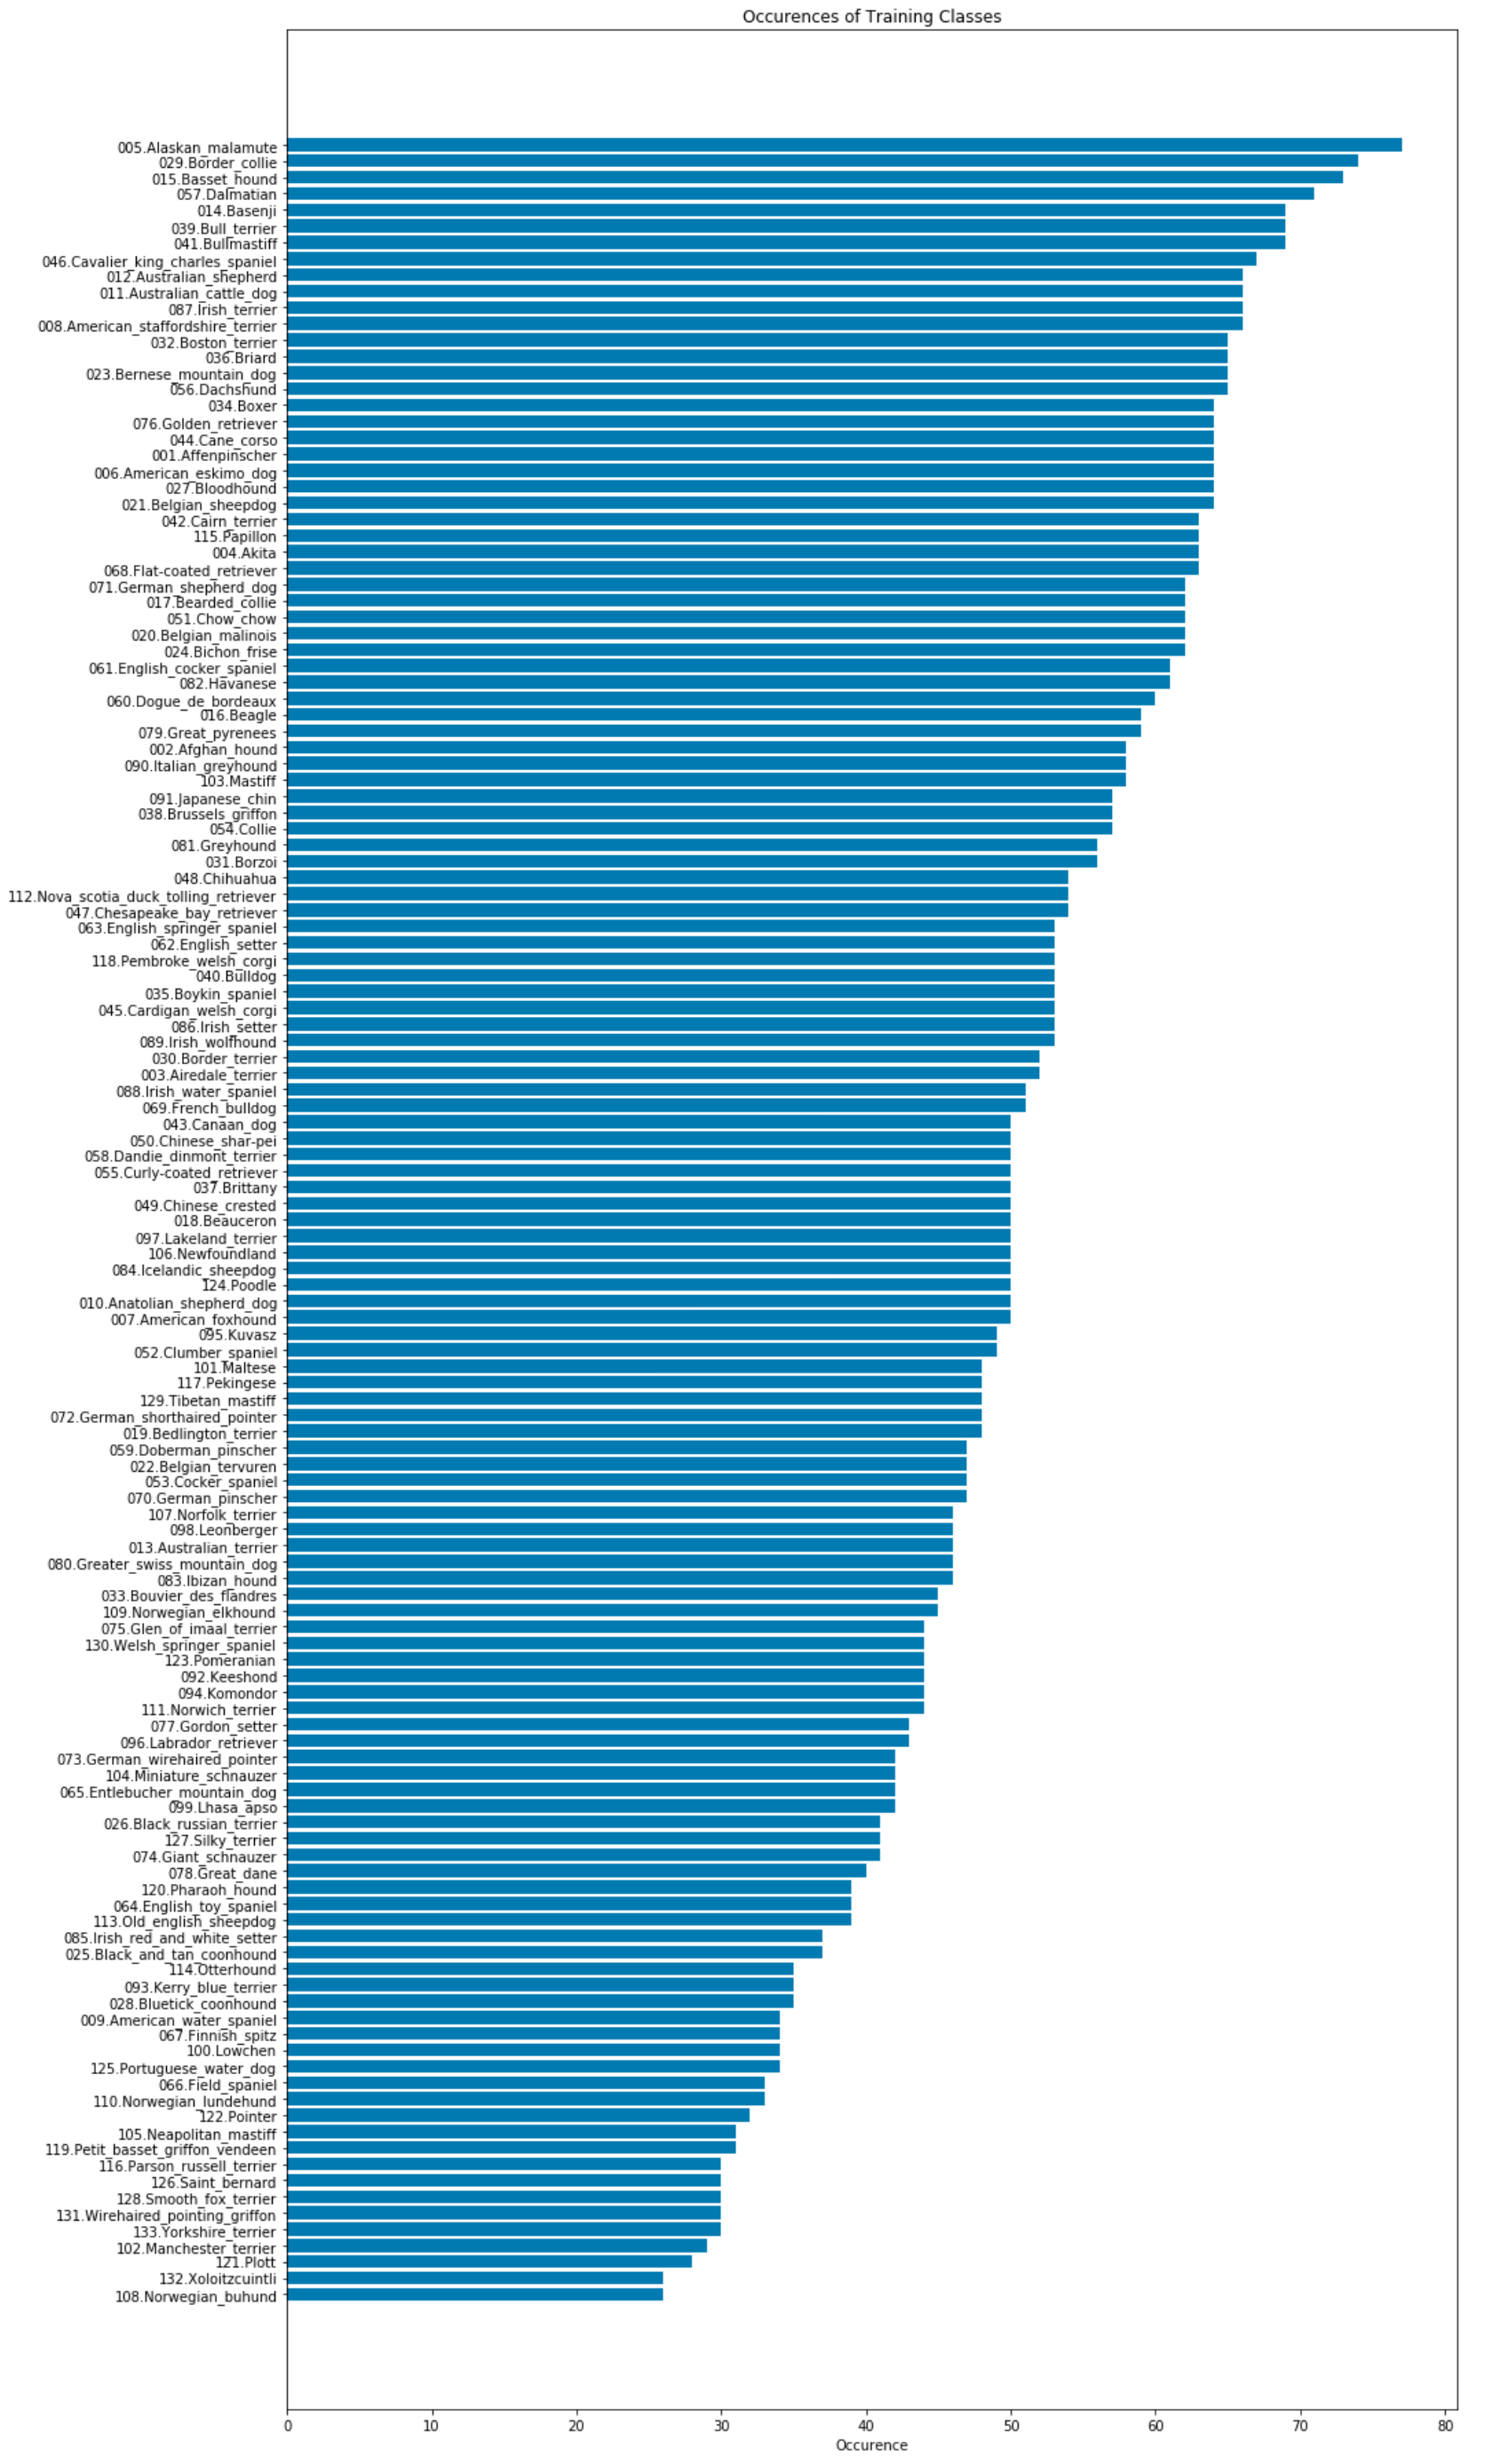 Occurences of Training Classes
005.Alaskan_malamute
029.Border_collie
015.Basset_hound
057.Dalmatian
014.Basenji
039.Bull_terrier
041.Bullmastiff
046.Cavalier_king_charles_spaniel
012.Australian_shepherd
011.Australian_cattle_dog
087.Irish_terrier
008.American_staffordshire_terrier
032.Boston_terrier
036.Briard
023.Bernese_mountain_dog
056.Dachshund
034.Boxer
076.Golden_retriever
044.Cane_corso
001.Affenpinscher
006.American_eskimo_dog
027.Bloodhound
021.Belgian_sheepdog
042.Cairn_terrier
115.Papillon
004.Akita
068.Flat-coated_retriever
071.German_shepherd_dog
017.Bearded_collie
051.Chow_chow
020.Belgian_malinois
024.Bichon_frise
061.English_cocker_spaniel
082.Havanese
060.Dogue_de_bordeaux
016.Beagle
079.Great_pyrenees
002.Afghan_hound
090.Italian_greyhound
103.Mastiff
091.Japanese_chin
038.Brussels_griffon
054.Collie
081.Greyhound
031.Borzoi
048.Chihuahua
112.Nova_scotia_duck_tolling_retriever
047.Chesapeake_bay_retriever
063.English_springer_spaniel
062.English_setter
118.Pembroke_welsh_corgi
040.Bulldog
035.Boykin_spaniel
045.Cardigan_welsh_corgi
086.Irish_setter
089.Irish_wolfhound
030.Border_terrier
003.Airedale_terrier
088.Irish_water_spaniel
069.French_bulldog
043.Canaan_dog
050.Chinese_shar-pei
058.Dandie_dinmont_terrier
055.Curly-coated_retriever
037.Brittany
049.Chinese_crested
018.Beauceron
097.Lakeland_terrier
106.Newfoundland
084.Icelandic_sheepdog
124.Poodle
010.Anatolian_shepherd_dog
007.American_foxhound
095.Kuvasz
052.Clumber_spaniel
101.Maltese
117.Pekingese
129.Tibetan_mastiff
072.German_shorthaired_pointer
019.Bedlington_terrier
059.Doberman_pinscher
022.Belgian_tervuren
053.Cocker_spaniel
070.German_pinscher
107.Norfolk_terrier
098.Leonberger
013.Australian_terrier
080.Greater_swiss_mountain_dog
083.Ibizan_hound
033.Bouvier_des_flandres
109.Norwegian_elkhound
075.Glen_of_imaal_terrier
130.Welsh_springer_spaniel
123.Pomeranian
092.Keeshond
094.Komondor
111.Norwich_terrier
077.Gordon_setter
096.Labrador_retriever
073.German_wirehaired_pointer
104.Miniature_schnauzer
065.Entlebucher_mountain_dog
099.Lhasa_apso
026.Black_russian_terrier
127.Silky_terrier
074.Giant_schnauzer
078.Great_dane
120.Pharaoh_hound
064.English_toy_spaniel
113.Old_english_sheepdog
085.Irish_red_and_white_setter
025.Black_and_tan_coonhound
114.Otterhound
093.Kerry_blue_terrier
028.Bluetick_coonhound
009.American_water_spaniel
067.Finnish_spitz
100.Lowchen
125.Portuguese_water_dog
066.Field_spaniel
110.Norwegian_lundehund
122.Pointer
105.Neapolitan_mastiff
119.Petit_basset_griffon_vendeen
116.Parson_russell_terrier
126.Saint_bernard
128.Smooth_fox_terrier
131.Wirehaired_pointing_griffon
133.Yorkshire_terrier
102.Manchester_terrier
121.Plott
132.Xoloitzcuintli
108.Norwegian_buhund
0 10 20 30 40 50 60 70 80
Occurence